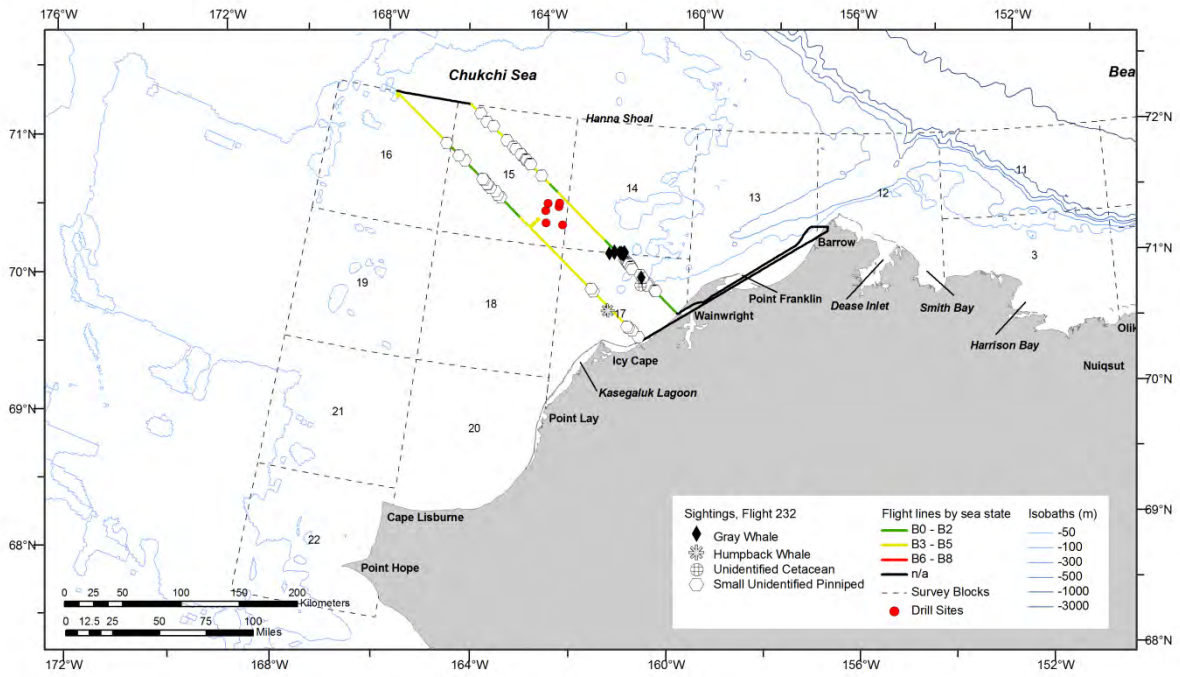 168°W
166°W
164°W
162°W
160°W
158°W
156°W
154°W
152°W
Chukchi Sea
Bea
72°N
71°N
Hanna Shoal
16
15
14
13
12
11
Barrow
71°N
3
70°N
19
18
17
Point Franklin
Dease Inlet
Smith Bay
Wainwright
Harrison Bay
Olik
Icy Cape
Nuiqsut
70°N
Kasegaluk Lagoon
69°N
21
20
Point Lay
Cape Lisburne
69°N
22
68°N
Point Hope
Sightings, Flight 232
Gray Whale
Humpback Whale
Unidentified Cetacean
Small Unidentified Pinniped
Flight lines by sea state
B0 - B2
B3 - B5
B6 - B8
n/a
Survey Blocks
Drill Sites
Isobaths (m)
-50
-100
-300
-500
-1000
-3000
0 25 50 100 150 200
Kilometers
0 12.5 25 50 75 100
Miles
68°N
172°W
168°W
164°W
160°W
156°W
152°W